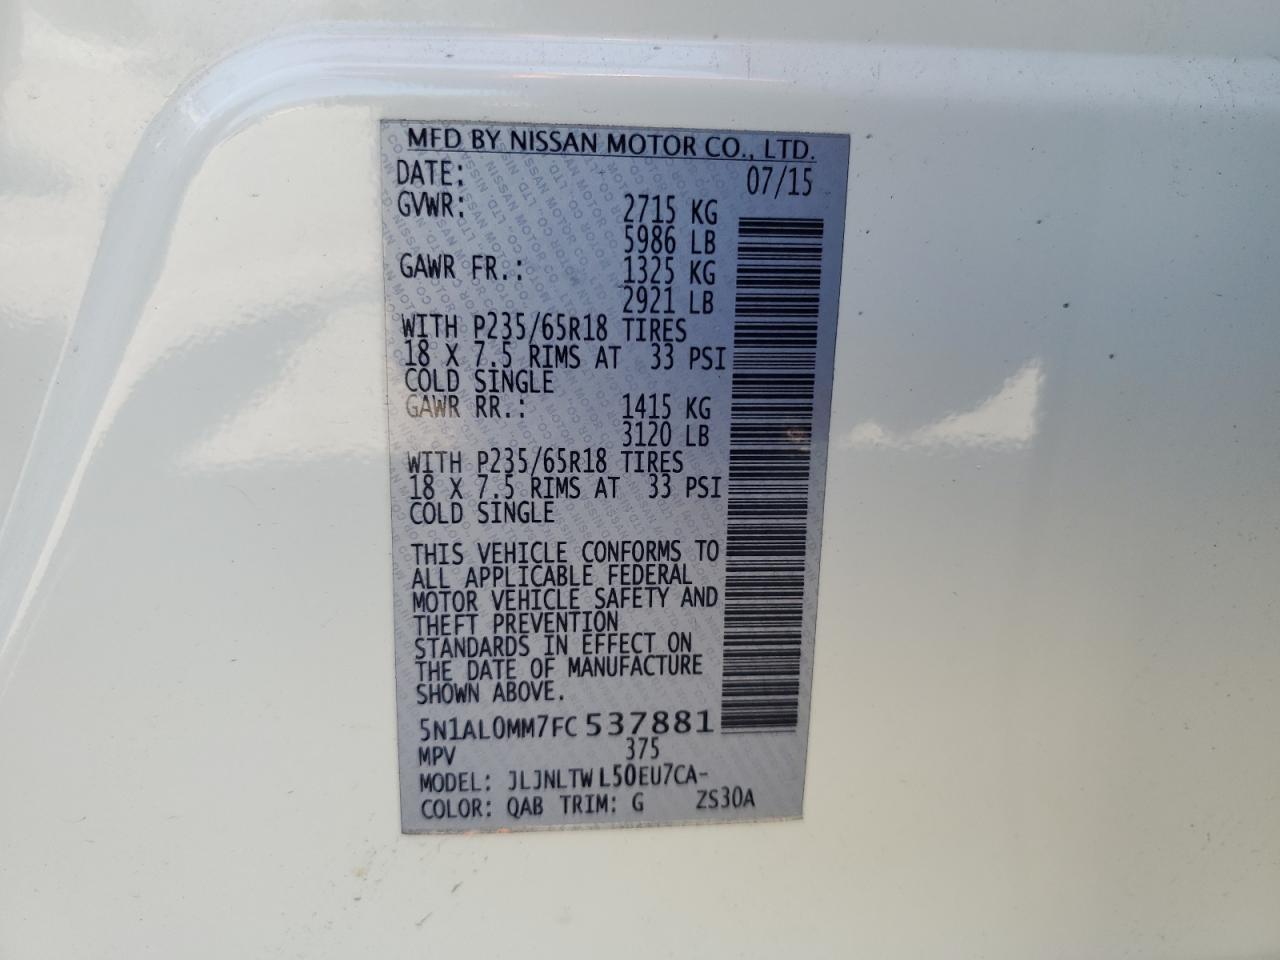 MFD BY NISSAN MOTOR CO., LTD.
DATE: 07/15
GVWR: 2715 KG
5986 LB
GAWR FR.: 1325 KG
2921 LB
WITH P235/65R18 TIRES
18 X 7.5 RIMS AT 33 PSI
COLD SINGLE
GAWR RR.: 1415 KG
3120 LB
WITH P235/65R18 TIRES
18 X 7.5 RIMS AT 33 PSI
COLD SINGLE
THIS VEHICLE CONFORMS TO
ALL APPLICABLE FEDERAL
MOTOR VEHICLE SAFETY AND
THEFT PREVENTION
STANDARDS IN EFFECT ON
THE DATE OF MANUFACTURE
SHOWN ABOVE.
5N1AL0MM7FC 537881
MPV 375
MODEL: JLJNLTWL50EU7CA-
COLOR: QAB TRIM: G ZS30A